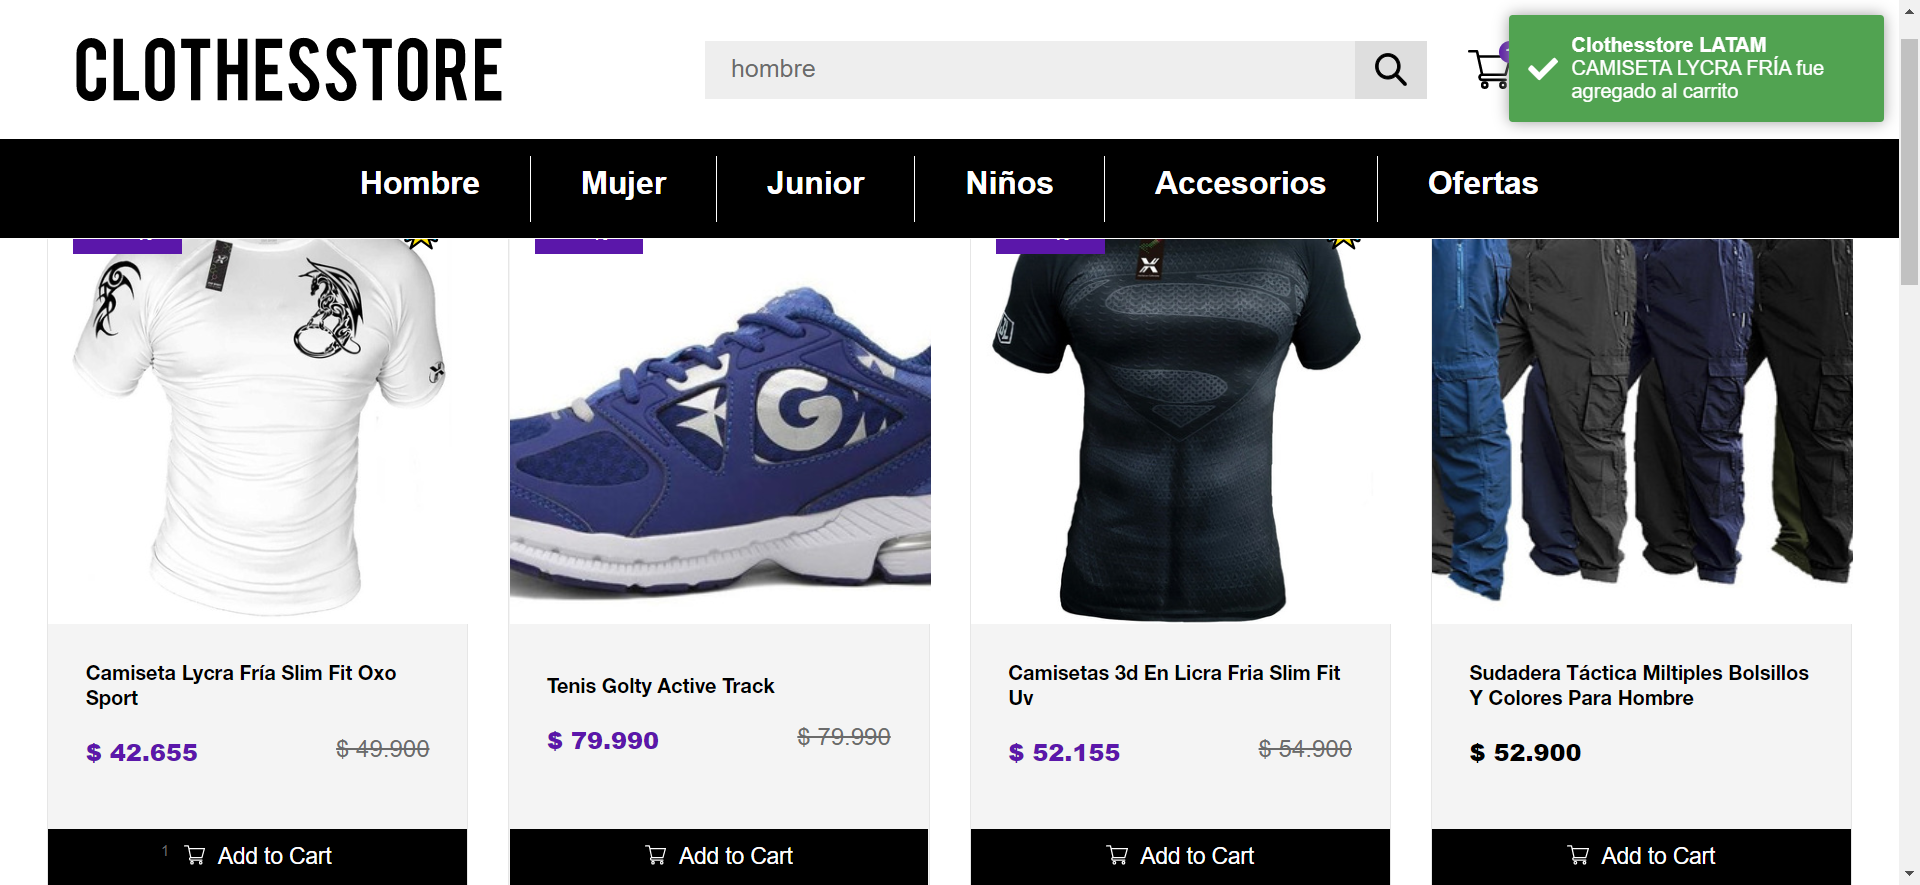 CLOTHESSTORE
hombre
Clothesstore LATAM
CAMISETA LYCRA FRÍA fue
agregado al carrito
Hombre
Mujer
Junior
Niños
Accesorios
Ofertas
G
Camiseta Lycra Fría Slim Fit Oxo
Sport
$ 42.655
$ 49.900
1
Add to Cart
Tenis Golty Active Track
$ 79.990
$ 79.990
Add to Cart
Camisetas 3d En Licra Fria Slim Fit
Uv
$ 52.155
$ 54.900
Add to Cart
Sudadera Táctica Miltiples Bolsillos
Y Colores Para Hombre
$ 52.900
Add to Cart